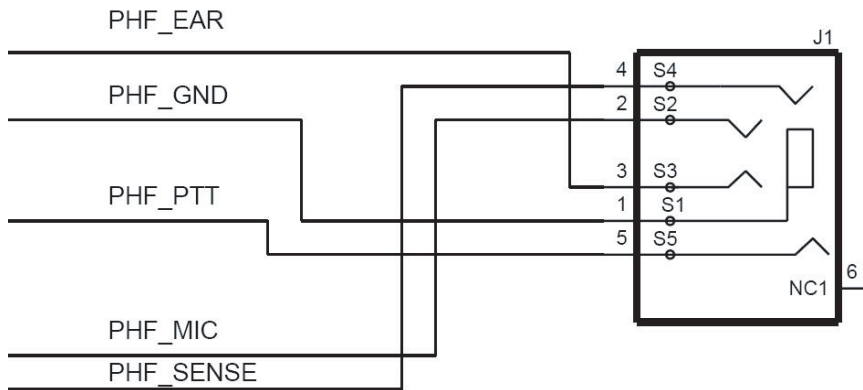 PHF_EAR
J1
4 S4
PHF_GND
2 S2
3 S3
PHF_PTT
1 S1
5 S5
6
NC1
PHF_MIC
PHF_SENSE